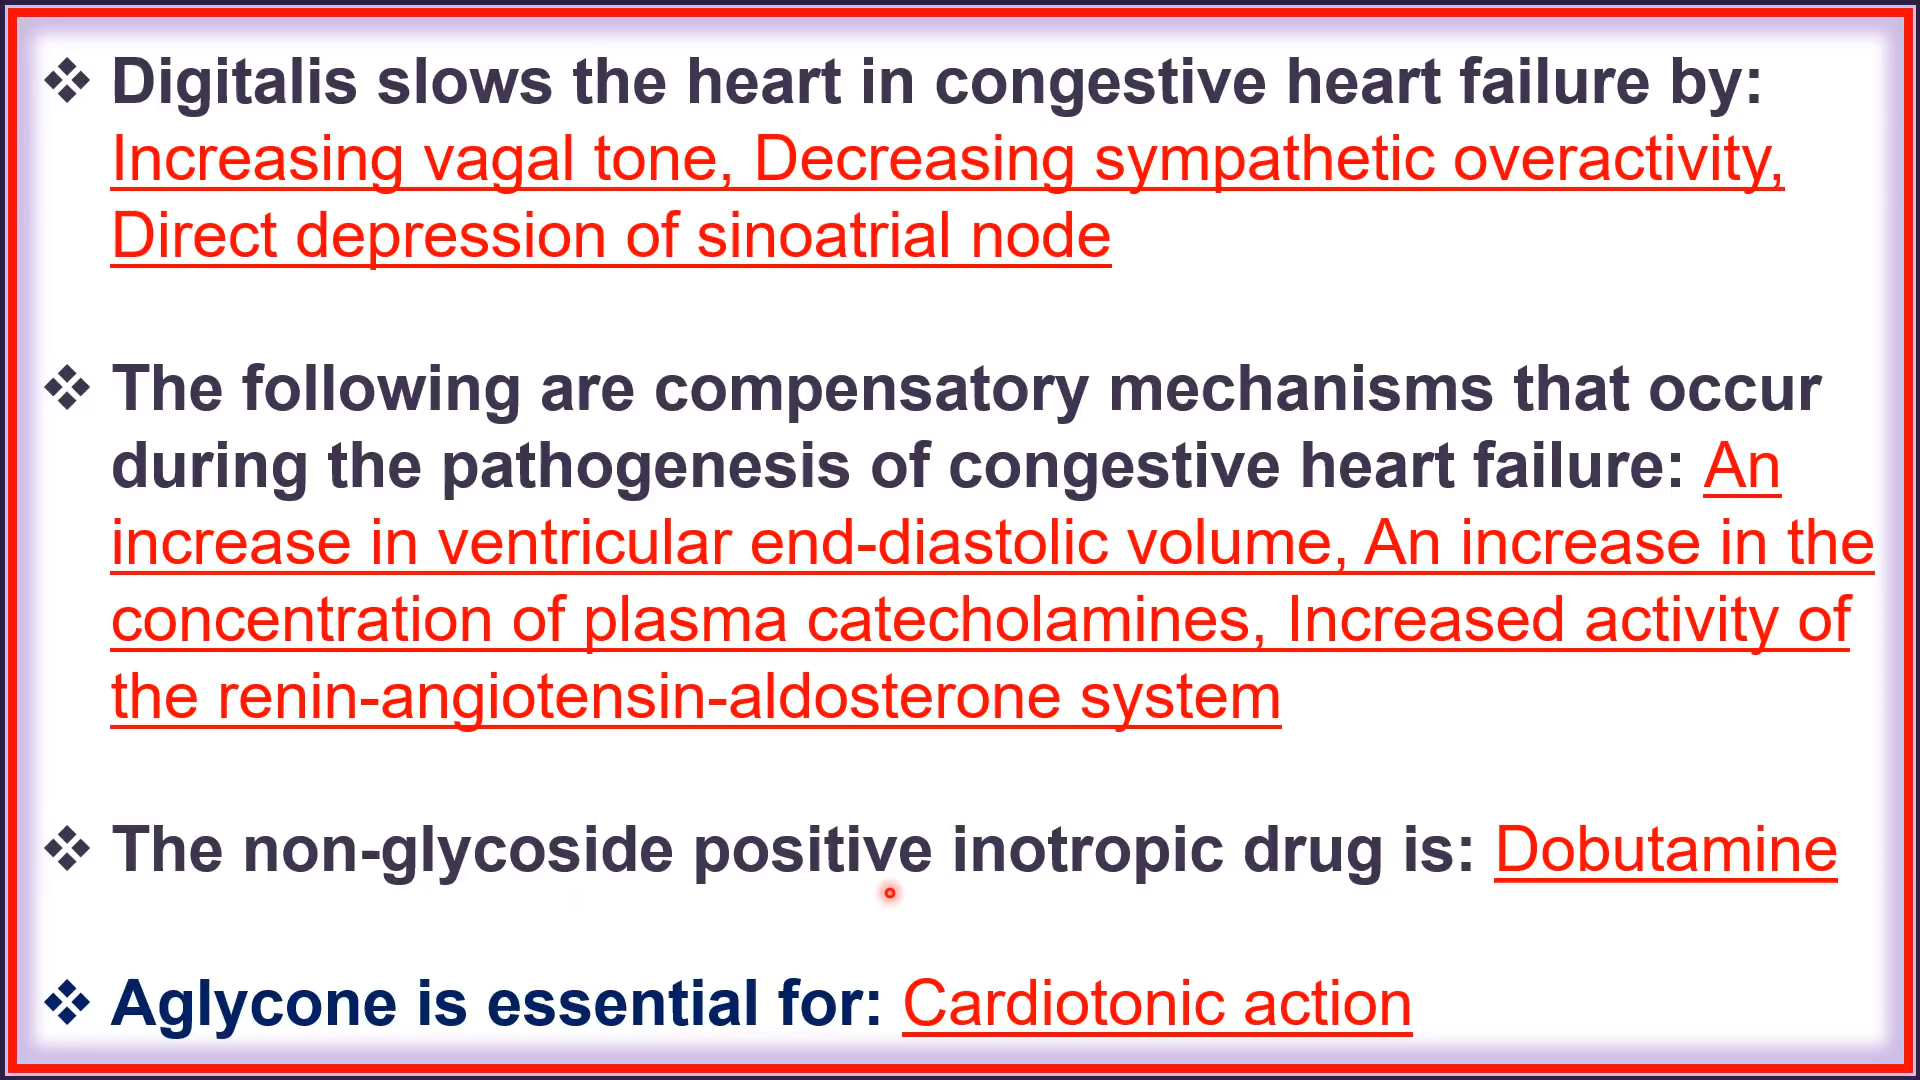 ❖ Digitalis slows the heart in congestive heart failure by:
Increasing vagal tone, Decreasing sympathetic overactivity,
Direct depression of sinoatrial node
❖ The following are compensatory mechanisms that occur
during the pathogenesis of congestive heart failure: An
increase in ventricular end-diastolic volume, An increase in the
concentration of plasma catecholamines, Increased activity of
the renin-angiotensin-aldosterone system
❖ The non-glycoside positive inotropic drug is: Dobutamine
❖ Aglycone is essential for: Cardiotonic action